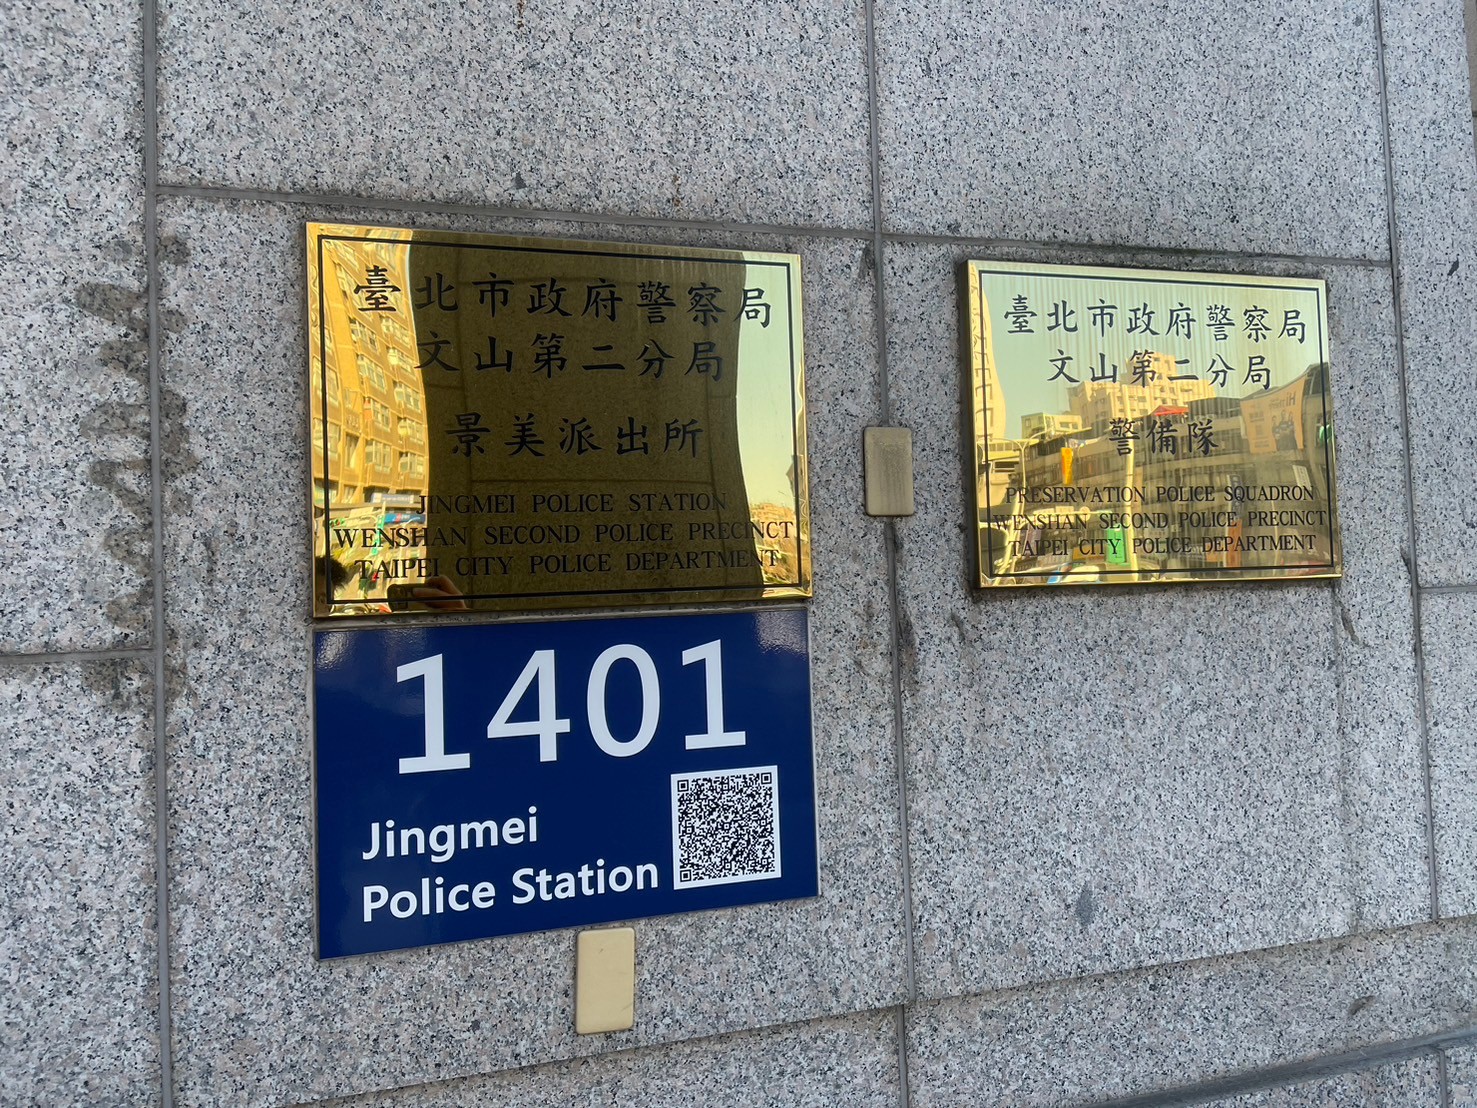 臺北市政府警察局
文山第二分局
景美派出所
JINGMEI POLICE STATION
WENSHAN SECOND POLICE PRECINCT
TAIPEI CITY POLICE DEPARTMENT
1401
Jingmei
Police Station
臺北市政府警察局
文山第二分局
警備隊
PRESERVATION POLICE SQUADRON
WENSHAN SECOND POLICE PRECINCT
TAIPEI CITY POLICE DEPARTMENT